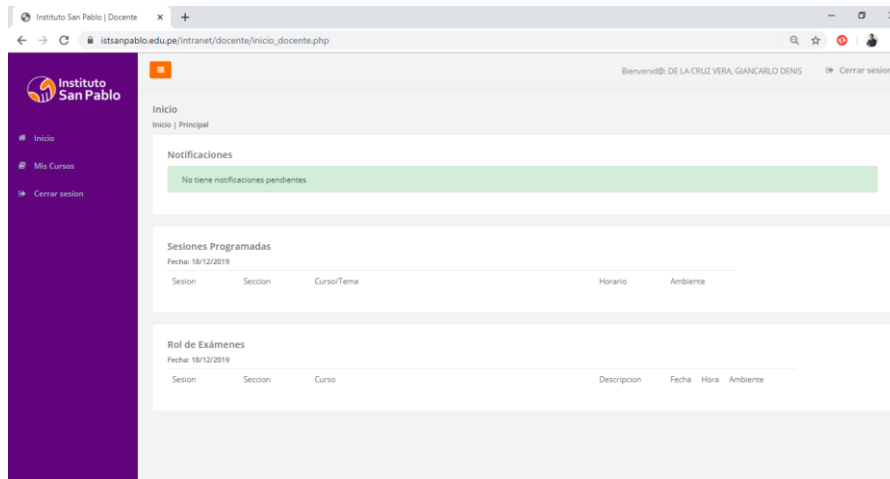 Instituto San Pablo | Docente
istsanpablo.edu.pe/intranet/docente/inicio_docente.php
Instituto
San Pablo
Bienvenid@: DE LA CRUZ VERA, GIANCARLO DENIS Cerrar sesion
Inicio
Inicio | Principal
Inicio
Mis Cursos
Cerrar sesion
Notificaciones
No tiene notificaciones pendientes
Sesiones Programadas
Fecha: 18/12/2019
Sesion Seccion Curso/Tema Horario Ambiente
Rol de Exámenes
Fecha: 18/12/2019
Sesion Seccion Curso Descripcion Fecha Hora Ambiente